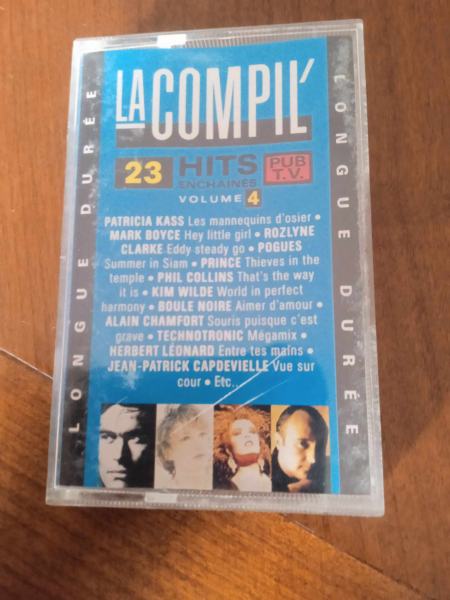 LA COMPIL'
23 HITS ENCHAINÉS PUB T.V.
VOLUME 4
PATRICIA KASS Les mannequins d'osier •
MARK BOYCE Hey little girl • ROZLYNE
CLARKE Eddy steady go • POGUES
Summer in Siam • PRINCE Thieves in the
temple • PHIL COLLINS That's the way
it is • KIM WILDE World in perfect
harmony • BOULE NOIRE Aimer d'amour •
ALAIN CHAMFORT Souris puisque c'est
grave • TECHNOTRONIC Mégamix •
HERBERT LÉONARD Entre tes mains •
JEAN-PATRICK CAPDEVIELLE Vue sur
cour • Etc...
LONGUE DURÉE
LONGUE DURÉE